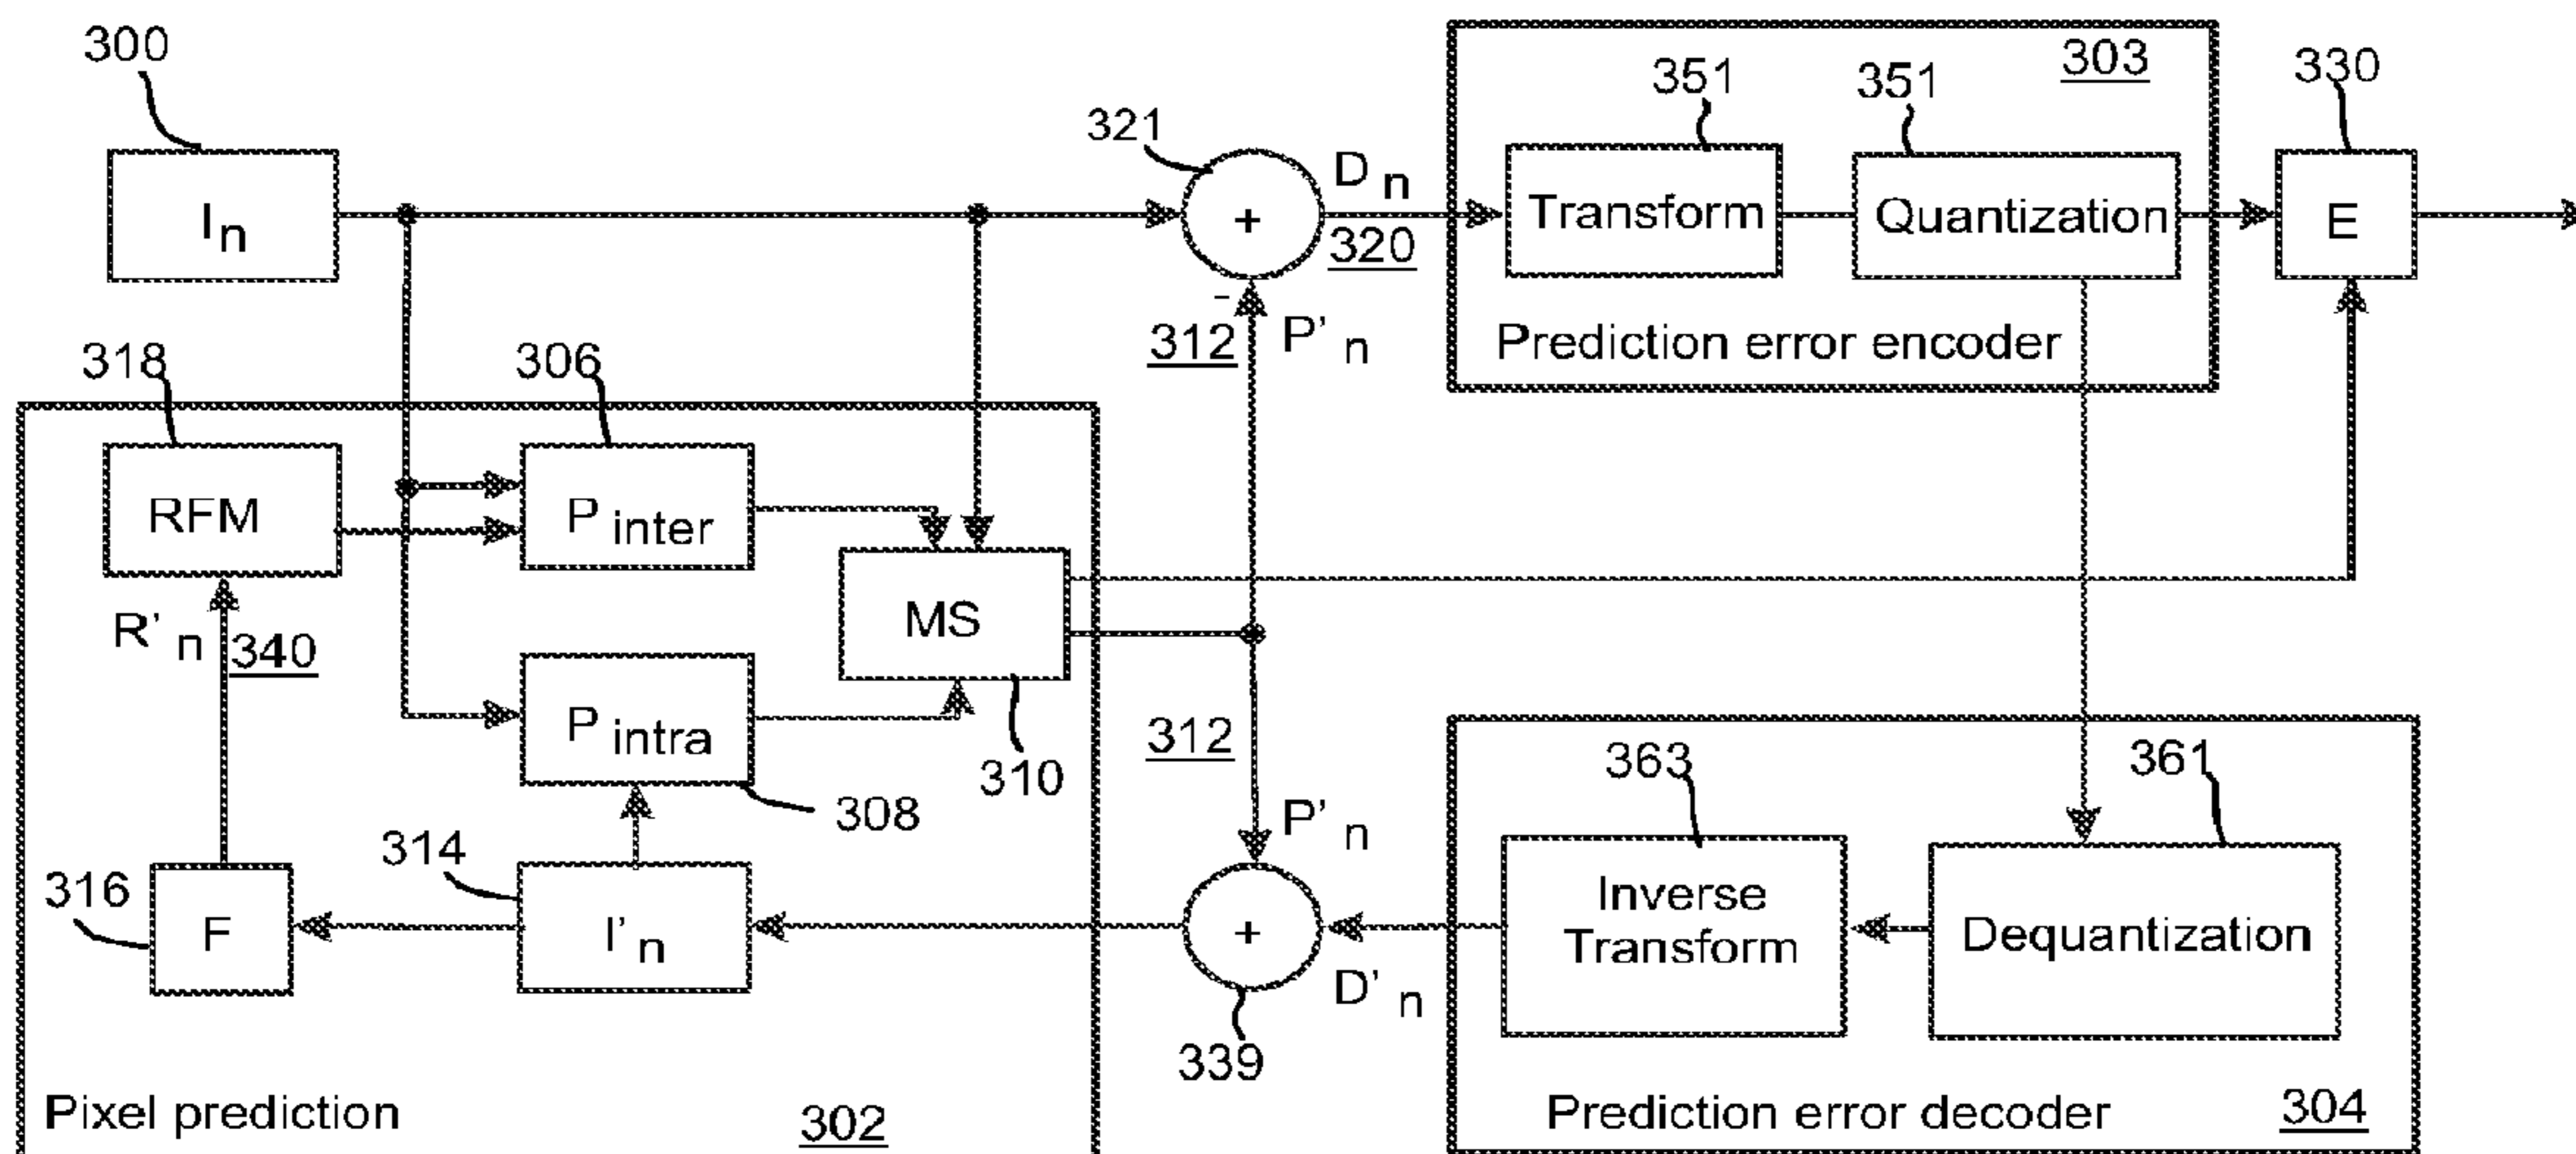 300
I n
321
+
D n
320
-
312
P' n
303
351
351
Transform
Quantization
Prediction error encoder
330
E
318
RFM
306
P inter
MS
310
R' n
340
P intra
308
312
P' n
314
316
F
I' n
+
D' n
339
363
361
Inverse
Transform
Dequantization
Prediction error decoder
304
Pixel prediction
302